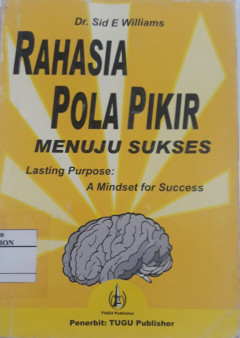 Dr. Sid E Williams
RAHASIA
POLA PIKIR
MENUJU SUKSES
Lasting Purpose:
A Mindset for Success
TUGU Publisher
Penerbit: TUGU Publisher